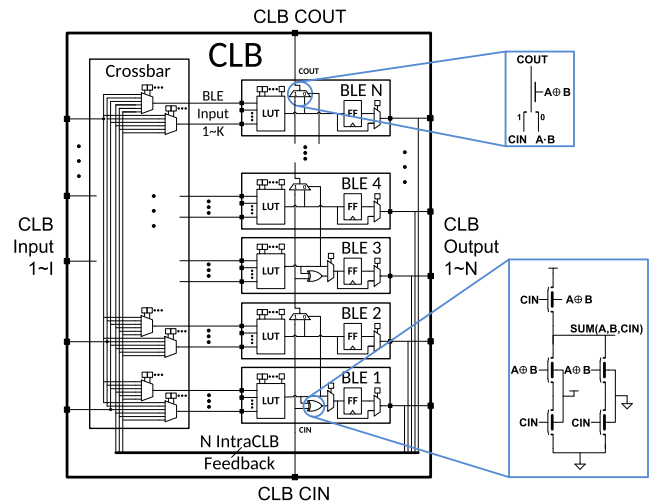 CLB COUT
CLB
Crossbar
COUT
BLE
Input
1~K
BLE N
LUT
FF
COUT
A⊕B
1
0
CIN
A·B
BLE 4
LUT
FF
CLB
Input
1~I
CLB
Output
1~N
BLE 3
LUT
FF
BLE 2
LUT
FF
BLE 1
LUT
FF
CIN
CIN
A⊕B
SUM(A,B,CIN)
A⊕B
A⊕B
CIN
CIN
N IntraCLB
Feedback
CLB CIN